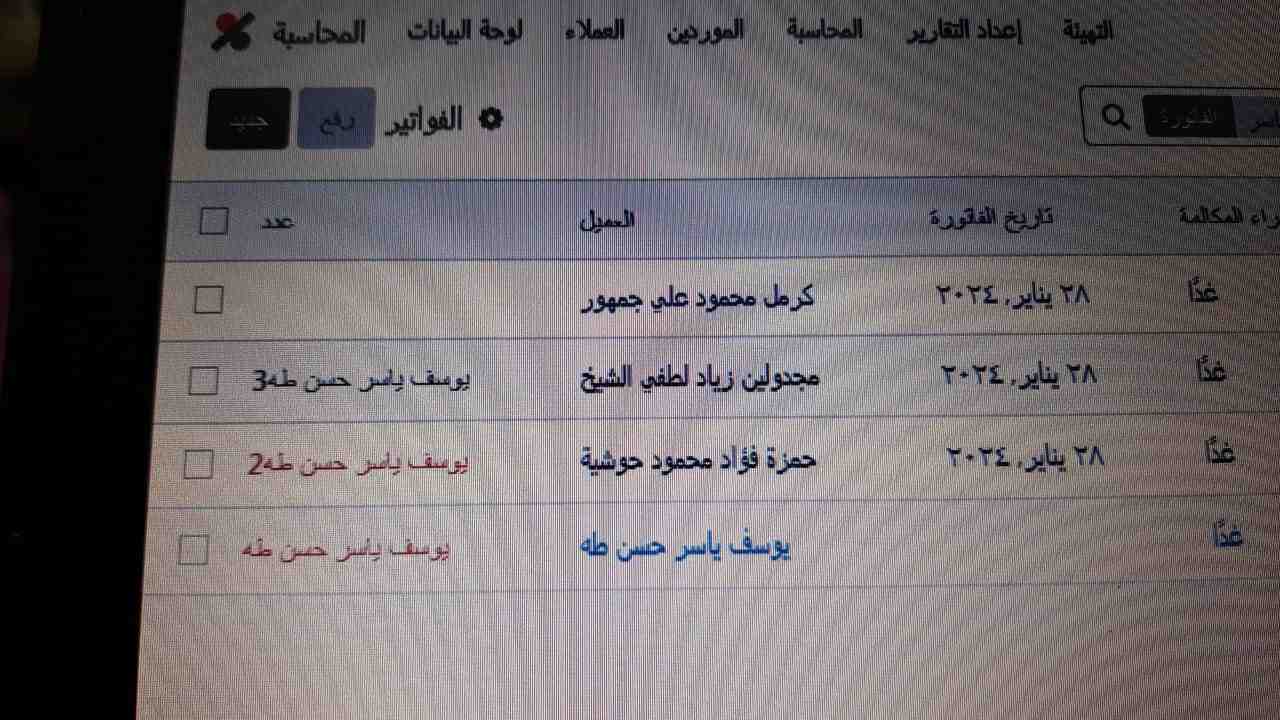 المحاسبة لوحة البيانات العملاء الموردين المحاسبة إعداد التقارير التهيئة
جديد رفع الفواتير الفاتورة
عدد العميل تاريخ الفاتورة المكالمة
كرمل محمود علي جمهور ٢٨ يناير, ٢٠٢٤ غدًا
يوسف ياسر حسن طه3 مجدولين زياد لطفي الشيخ ٢٨ يناير, ٢٠٢٤ غدًا
يوسف ياسر حسن طه2 حمزة فؤاد محمود حوشية ٢٨ يناير, ٢٠٢٤ غدًا
يوسف ياسر حسن طه يوسف ياسر حسن طه غدًا